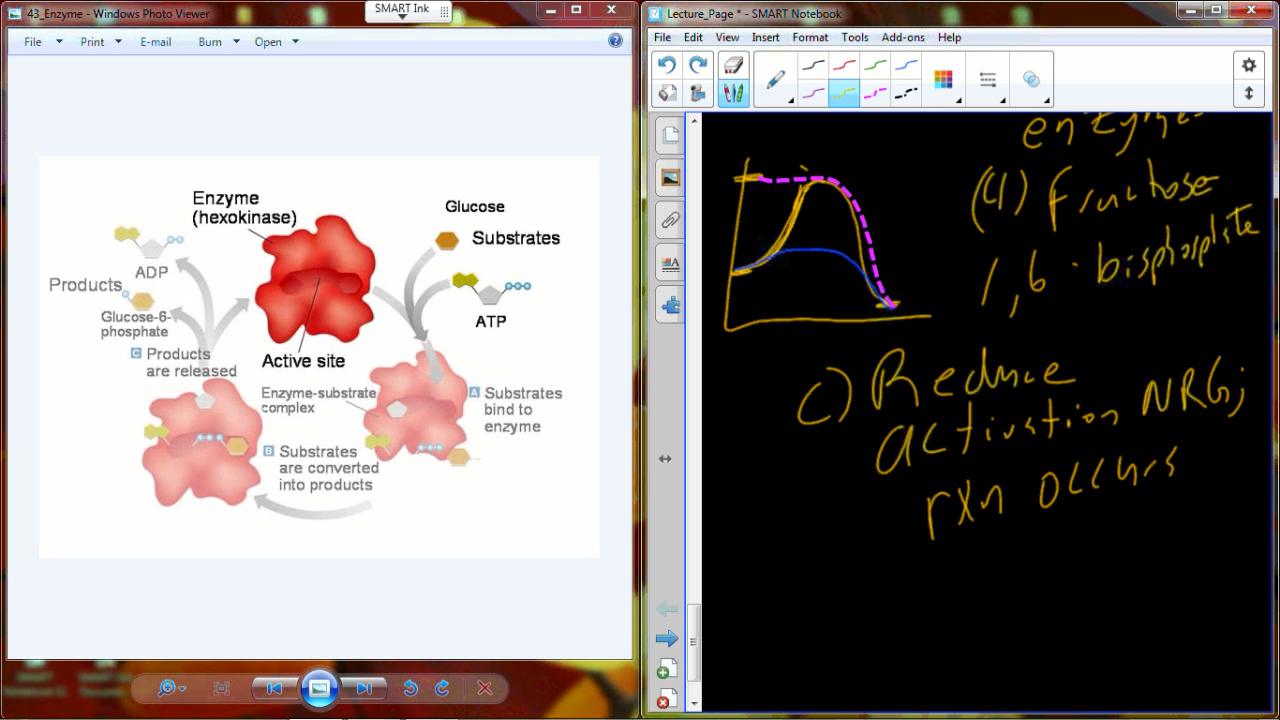 43_Enzyme - Windows Photo Viewer
SMART Ink
File Print E-mail Burn Open
Enzyme
(hexokinase)
Glucose
Substrates
ADP
Products
Glucose-6-
phosphate
ATP
Active site
C Products
are released
Enzyme-substrate
complex
A Substrates
bind to
enzyme
B Substrates
are converted
into products
Lecture_Page * - SMART Notebook
File Edit View Insert Format Tools Add-ons Help
enzyme
(4) Fructose
1,6-bisphosphate
c) Reduce
activation NRG;
rxn occurs